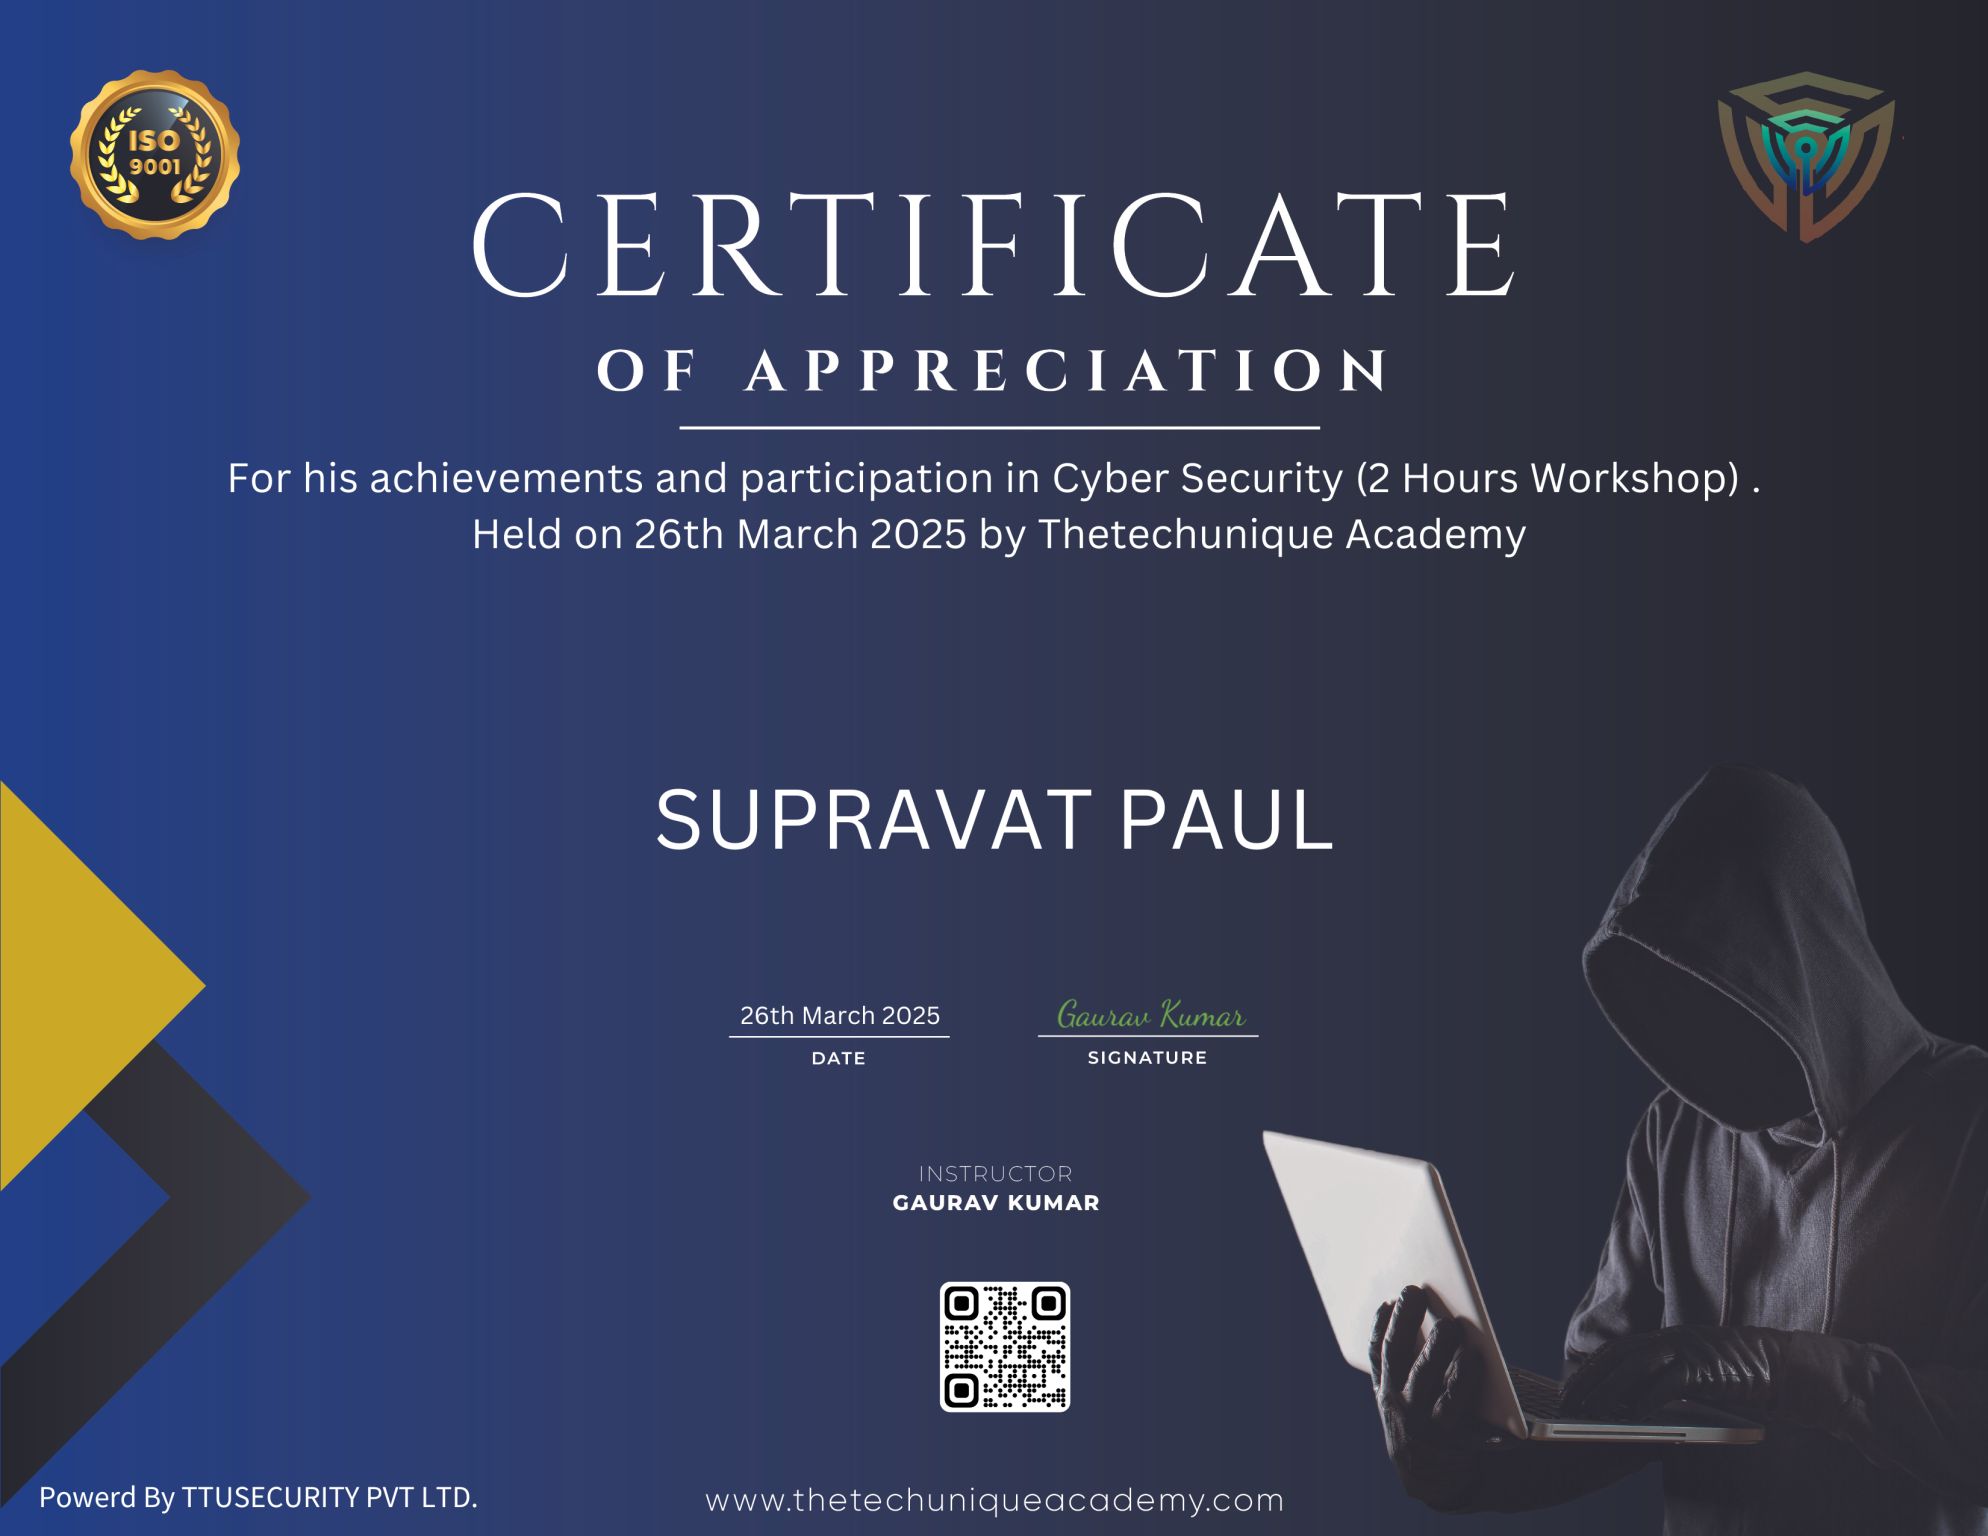 ISO
9001
CERTIFICATE
OF APPRECIATION
For his achievements and participation in Cyber Security (2 Hours Workshop) .
Held on 26th March 2025 by Thetechunique Academy
SUPRAVAT PAUL
26th March 2025
DATE
Gaurav Kumar
SIGNATURE
INSTRUCTOR
GAURAV KUMAR
Powerd By TTUSECURITY PVT LTD.
www.thetechuniqueacademy.com